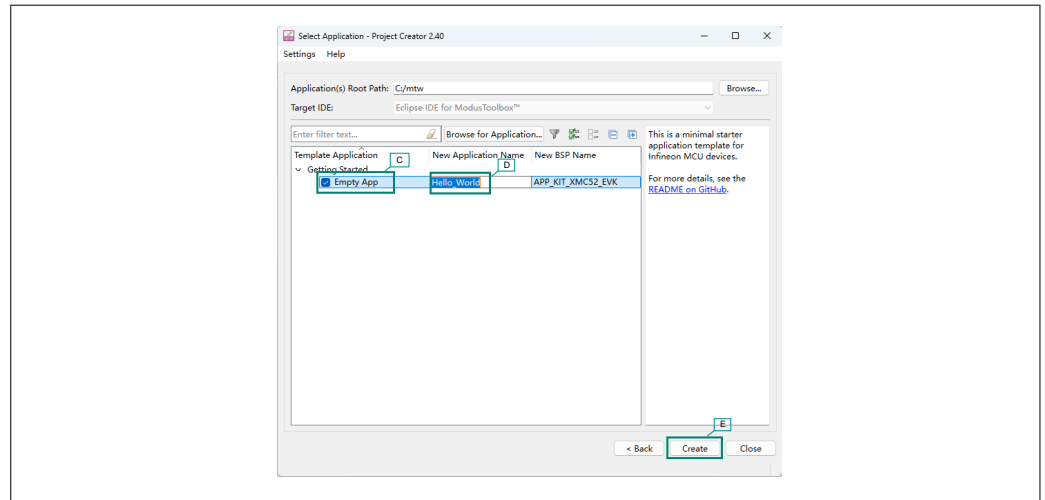 Select Application - Project Creator 2.40
Settings Help
Application(s) Root Path: C:/mtw Browse...
Target IDE: Eclipse IDE for ModusToolbox™
Enter filter text... Browse for Application...
Template Application New Application Name New BSP Name
C
D
Getting Started
Empty App Hello_World APP_KIT_XMC52_EVK
This is a minimal starter
application template for
Infineon MCU devices.
For more details, see the
README on GitHub.
E
< Back Create Close